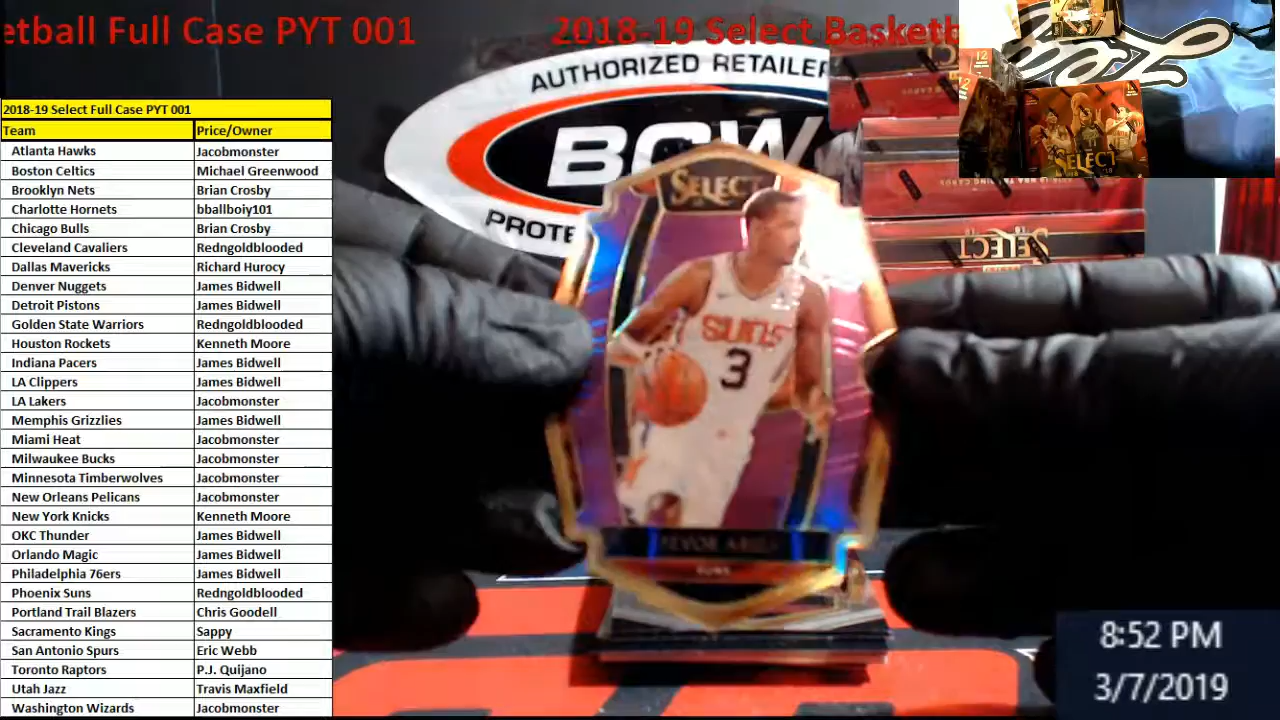 etball Full Case PYT 001
2018-19 Select Basketb
2018-19 Select Full Case PYT 001
Team Price/Owner
Atlanta Hawks Jacobmonster
Boston Celtics Michael Greenwood
Brooklyn Nets Brian Crosby
Charlotte Hornets bballboiy101
Chicago Bulls Brian Crosby
Cleveland Cavaliers Redngoldblooded
Dallas Mavericks Richard Hurocy
Denver Nuggets James Bidwell
Detroit Pistons James Bidwell
Golden State Warriors Redngoldblooded
Houston Rockets Kenneth Moore
Indiana Pacers James Bidwell
LA Clippers James Bidwell
LA Lakers Jacobmonster
Memphis Grizzlies James Bidwell
Miami Heat Jacobmonster
Milwaukee Bucks Jacobmonster
Minnesota Timberwolves Jacobmonster
New Orleans Pelicans Jacobmonster
New York Knicks Kenneth Moore
OKC Thunder James Bidwell
Orlando Magic James Bidwell
Philadelphia 76ers James Bidwell
Phoenix Suns Redngoldblooded
Portland Trail Blazers Chris Goodell
Sacramento Kings Sappy
San Antonio Spurs Eric Webb
Toronto Raptors P.J. Quijano
Utah Jazz Travis Maxfield
Washington Wizards Jacobmonster
AUTHORIZED RETAILER
BCW
PROTE
SELECT
SUNS
3
SUNS
SELECT
SELECT
8:52 PM
3/7/2019